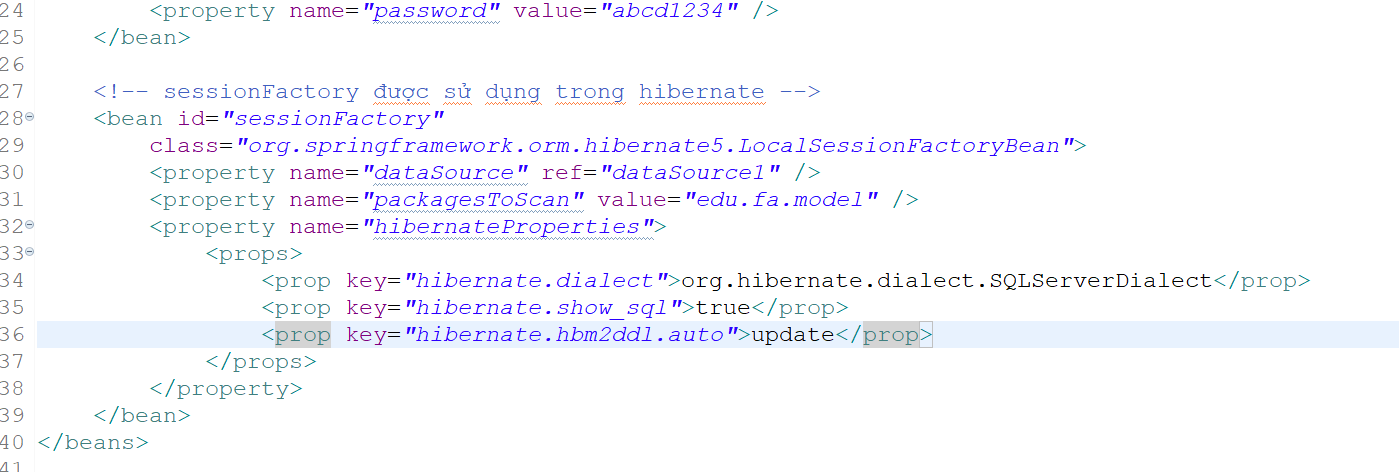 24 <property name="password" value="abcd1234" />
25 </bean>
26
27 <!-- sessionFactory được sử dụng trong hibernate -->
28 <bean id="sessionFactory"
29 class="org.springframework.orm.hibernate5.LocalSessionFactoryBean">
30 <property name="dataSource" ref="dataSource1" />
31 <property name="packagesToScan" value="edu.fa.model" />
32 <property name="hibernateProperties">
33 <props>
34 <prop key="hibernate.dialect">org.hibernate.dialect.SQLServerDialect</prop>
35 <prop key="hibernate.show_sql">true</prop>
36 <prop key="hibernate.hbm2ddl.auto">update</prop>
37 </props>
38 </property>
39 </bean>
40 </beans>
41